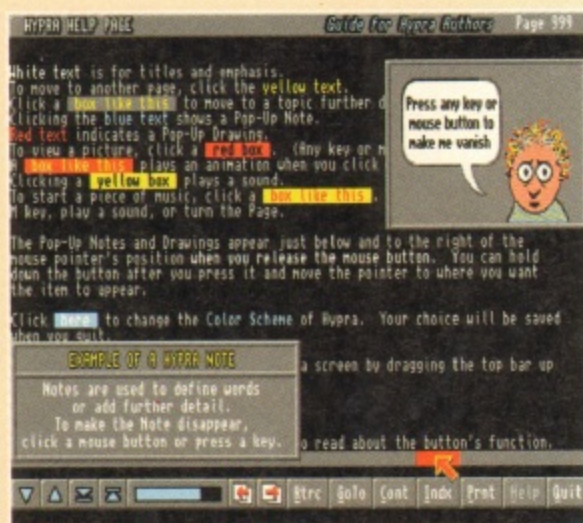 HYPRA HELP PAGE Guide for Hypra Authors Page 999
White text is for titles and emphasis.
To move to another page, click the yellow text.
Click a box like this to move to a topic further d
Clicking the blue text shows a Pop-Up Note.
Red text indicates a Pop-Up Drawing.
To view a picture, click a red box. (Any key or m
box like this plays an animation when you click
Clicking a yellow box plays a sound.
To start a piece of music, click a box like this.
M key, play a sound, or turn the Page.
Press any key or
mouse button to
make me vanish
The Pop-Up Notes and Drawings appear just below and to the right of the
mouse pointer's position when you release the mouse button. You can hold
down the button after you press it and move the pointer to where you want
the item to appear.
Click here to change the Color Scheme of Hypra. Your choice will be saved
when you quit.
a screen by dragging the top bar up
EXAMPLE OF A HYPRA NOTE
Notes are used to define words
or add further detail.
To make the Note disappear,
click a mouse button or press a key.
o read about the button's function.
Rtrc GoTo Cont Indx Prnt Help Quit